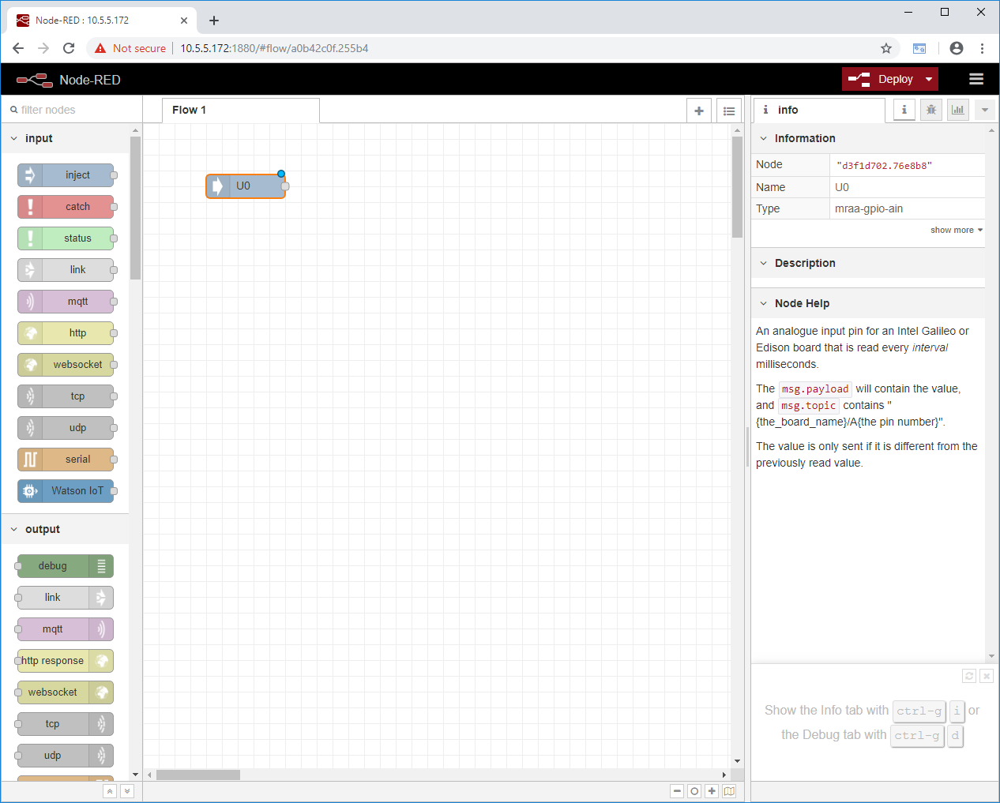 Node-RED : 10.5.5.172
Not secure 10.5.5.172:1880/#flow/a0b42c0f.255b4
Node-RED
Deploy
filter nodes
Flow 1
info
input
inject
catch
status
link
mqtt
http
websocket
tcp
udp
serial
Watson IoT
output
debug
link
mqtt
http response
websocket
tcp
udp
U0
Information
Node "d3f1d702.76e8b8"
Name U0
Type mraa-gpio-ain
show more
Description
Node Help
An analogue input pin for an Intel Galileo or
Edison board that is read every interval
milliseconds.
The msg.payload will contain the value,
and msg.topic contains "
{the_board_name}/A{the pin number}".
The value is only sent if it is different from the
previously read value.
Show the Info tab with ctrl-g i or
the Debug tab with ctrl-g d